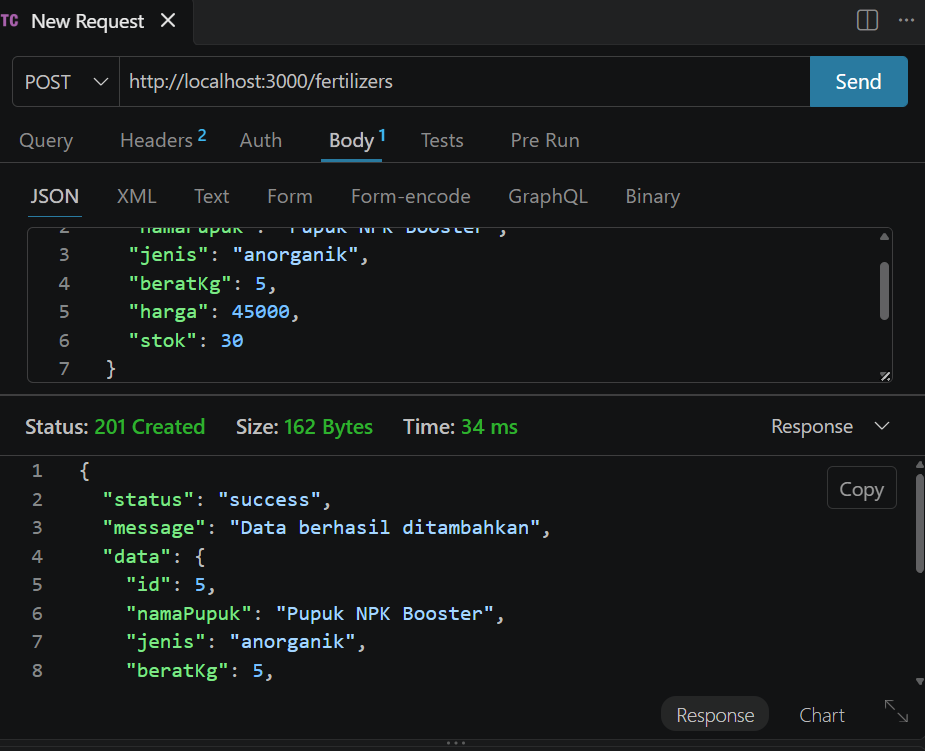 TC New Request
POST http://localhost:3000/fertilizers Send
Query Headers 2 Auth Body 1 Tests Pre Run
JSON XML Text Form Form-encode GraphQL Binary
2 "namaPupuk": "Pupuk NPK Booster",
3 "jenis": "anorganik",
4 "beratKg": 5,
5 "harga": 45000,
6 "stok": 30
7 }
Status: 201 Created Size: 162 Bytes Time: 34 ms Response
1 {
Copy
2 "status": "success",
3 "message": "Data berhasil ditambahkan",
4 "data": {
5 "id": 5,
6 "namaPupuk": "Pupuk NPK Booster",
7 "jenis": "anorganik",
8 "beratKg": 5,
Response Chart